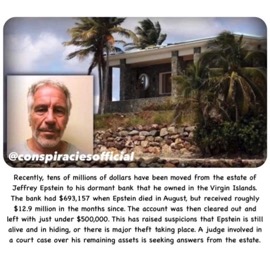 @conspiraciesofficial
Recently, tens of millions of dollars have been moved from the estate of
Jeffrey Epstein to his dormant bank that he owned in the Virgin Islands.
The bank had $693,157 when Epstein died in August, but received roughly
$12.9 million in the months since. The account was then cleared out and
left with just under $500,000. This has raised suspicions that Epstein is still
alive and in hiding, or there is major theft taking place. A judge involved in
a court case over his remaining assets is seeking answers from the estate.